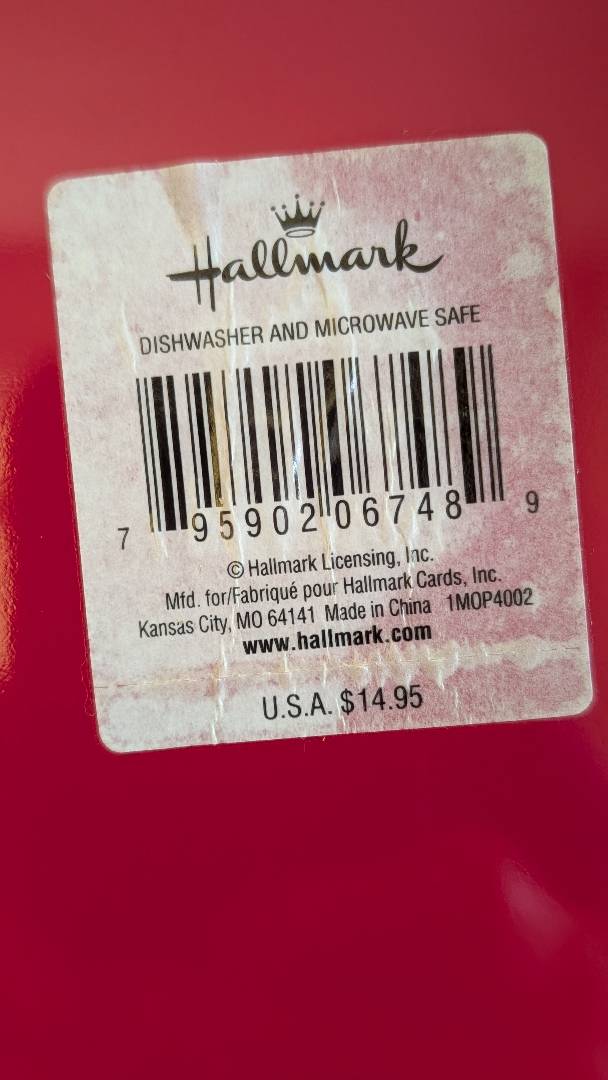 Hallmark
DISHWASHER AND MICROWAVE SAFE
7 95902 06748 9
© Hallmark Licensing, Inc.
Mfd. for/Fabriqué pour Hallmark Cards, Inc.
Kansas City, MO 64141 Made in China 1MOP4002
www.hallmark.com
U.S.A. $14.95